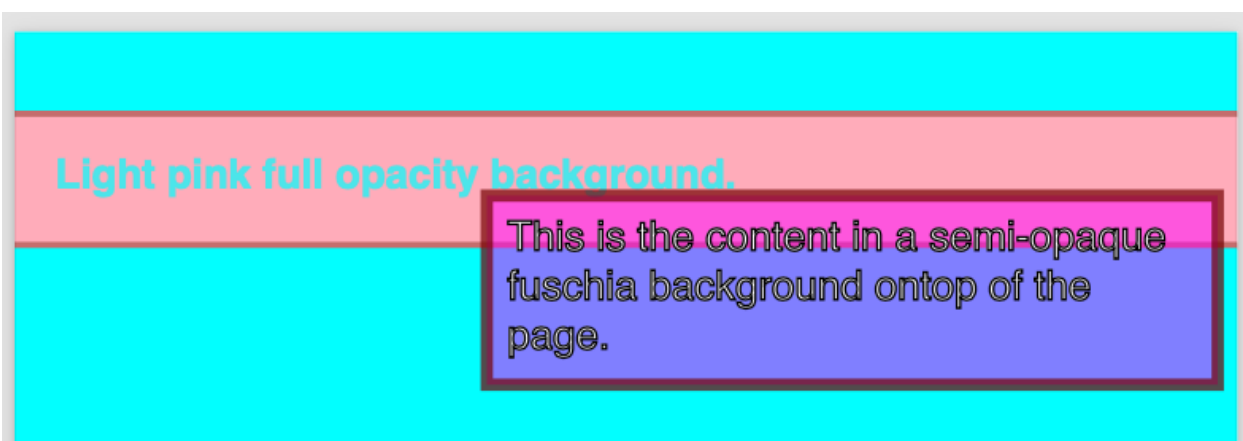 Light pink full opacity background.
This is the content in a semi-opaque
fuschia background ontop of the
page.